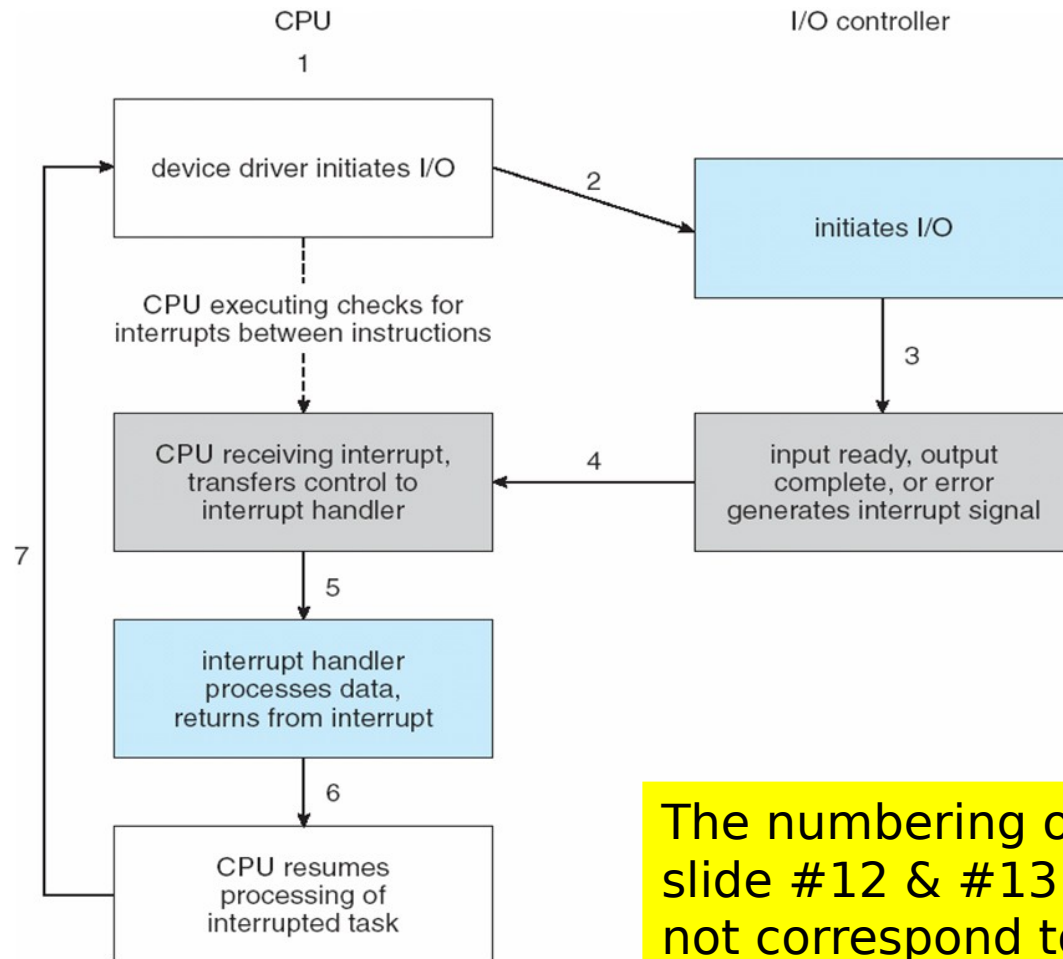 CPU
I/O controller
1
device driver initiates I/O
2
initiates I/O
CPU executing checks for
interrupts between instructions
3
CPU receiving interrupt,
transfers control to
interrupt handler
4
input ready, output
complete, or error
generates interrupt signal
7
5
interrupt handler
processes data,
returns from interrupt
6
CPU resumes
processing of
interrupted task
The numbering
slide #12 & #13
not correspond